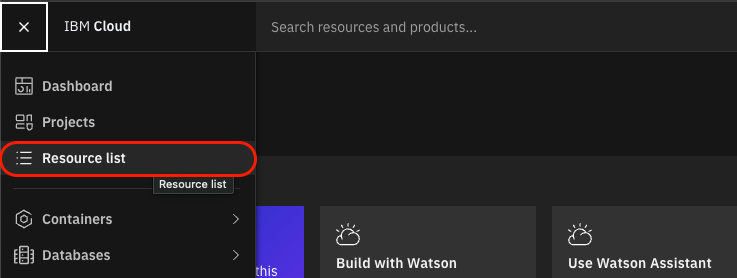 IBM Cloud
Search resources and products...
Dashboard
Projects
Resource list
Resource list
Containers
Databases
this
Build with Watson
Use Watson Assistant